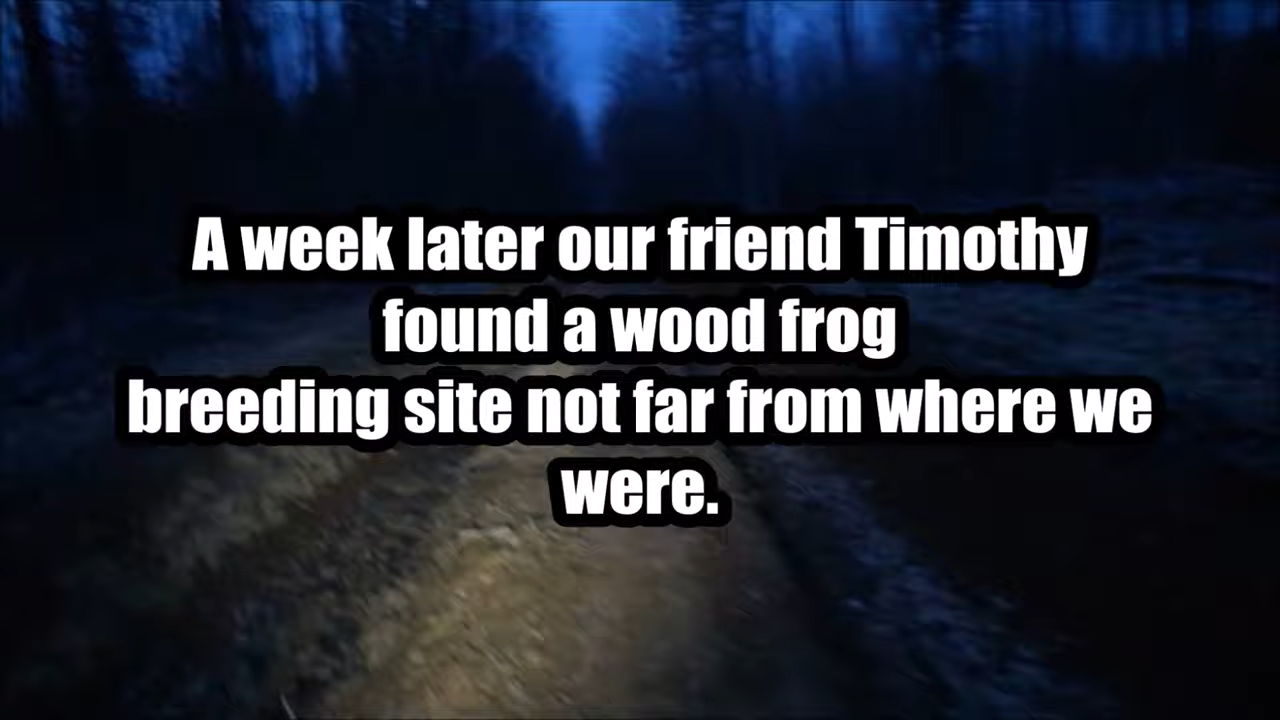 A week later our friend Timothy
found a wood frog
breeding site not far from where we
were.